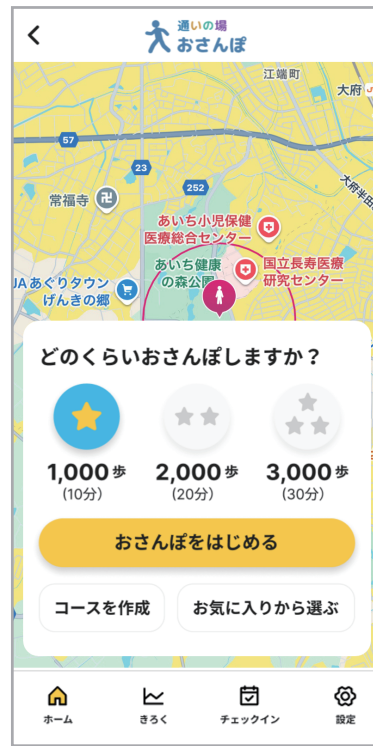 通いの場
おさんぽ
江端町
大府
57
23
252
大府半田
常福寺
あいち小児保健
医療総合センター
あいち健康
の森公園
国立長寿医療
研究センター
JAあぐりタウン
げんきの郷
どのくらいおさんぽしますか？
1,000歩
(10分)
2,000歩
(20分)
3,000歩
(30分)
おさんぽをはじめる
コースを作成
お気に入りから選ぶ
ホーム
きろく
チェックイン
設定